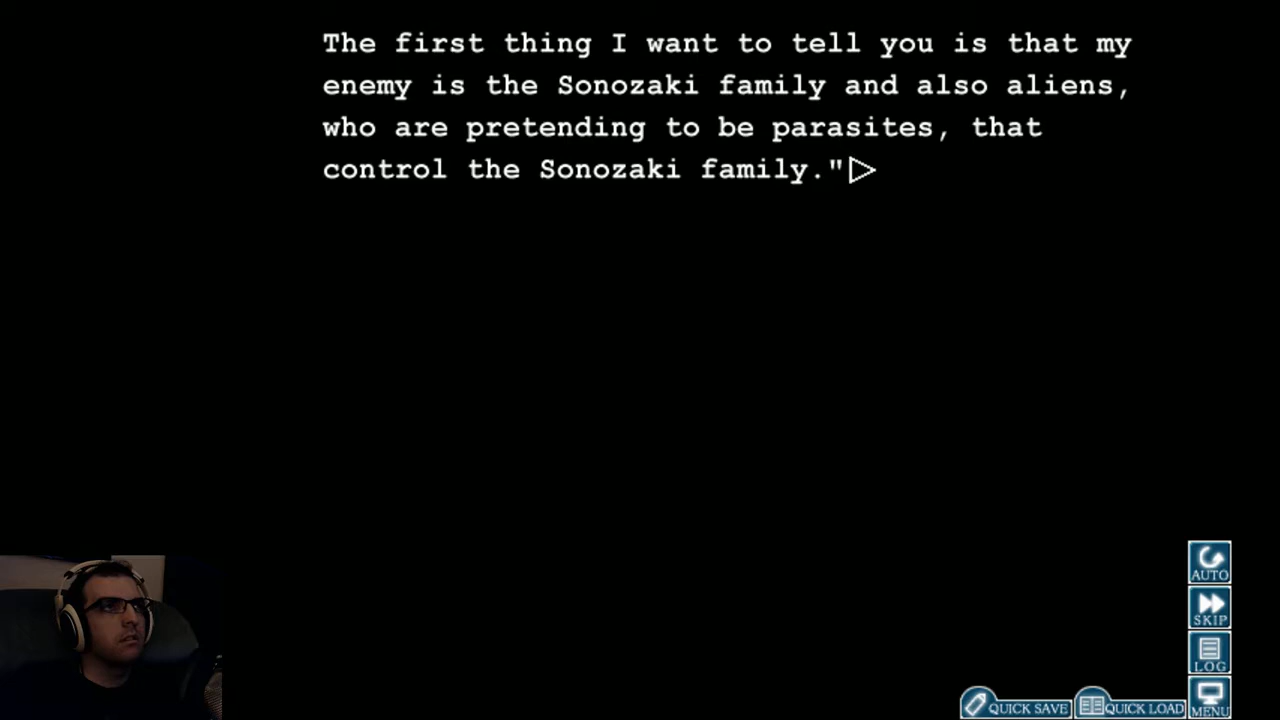 The first thing I want to tell you is that my
enemy is the Sonozaki family and also aliens,
who are pretending to be parasites, that
control the Sonozaki family."
AUTO
SKIP
LOG
QUICK SAVE
QUICK LOAD
MENU